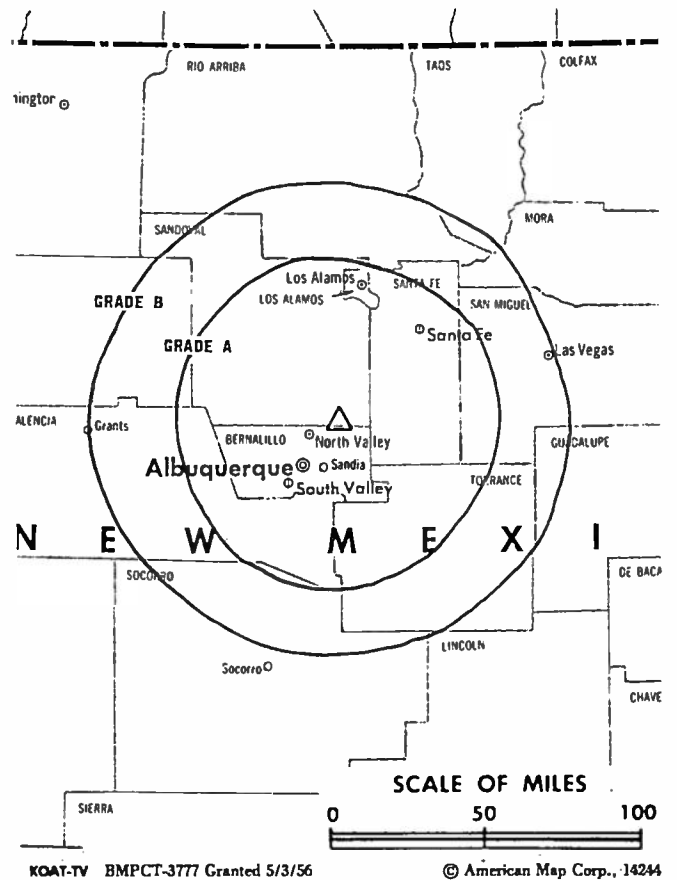 RIO ARRIBA
TAOS
COLFAX
ington
MORA
SANDOVAL
Los Alamos
LOS ALAMOS
SANTA FE
GRADE B
SAN MIGUEL
Santa Fe
GRADE A
Las Vegas
ALENCIA
Grants
BERNALILLO
North Valley
GUADALUPE
Albuquerque
Sandia
TORRANCE
South Valley
N E W M E X I
SOCORRO
DE BACA
LINCOLN
Socorro
CHAVE
SCALE OF MILES
SIERRA
0 50 100
KOAT-TV BMPCT-3777 Granted 5/3/56 © American Map Corp., 14244